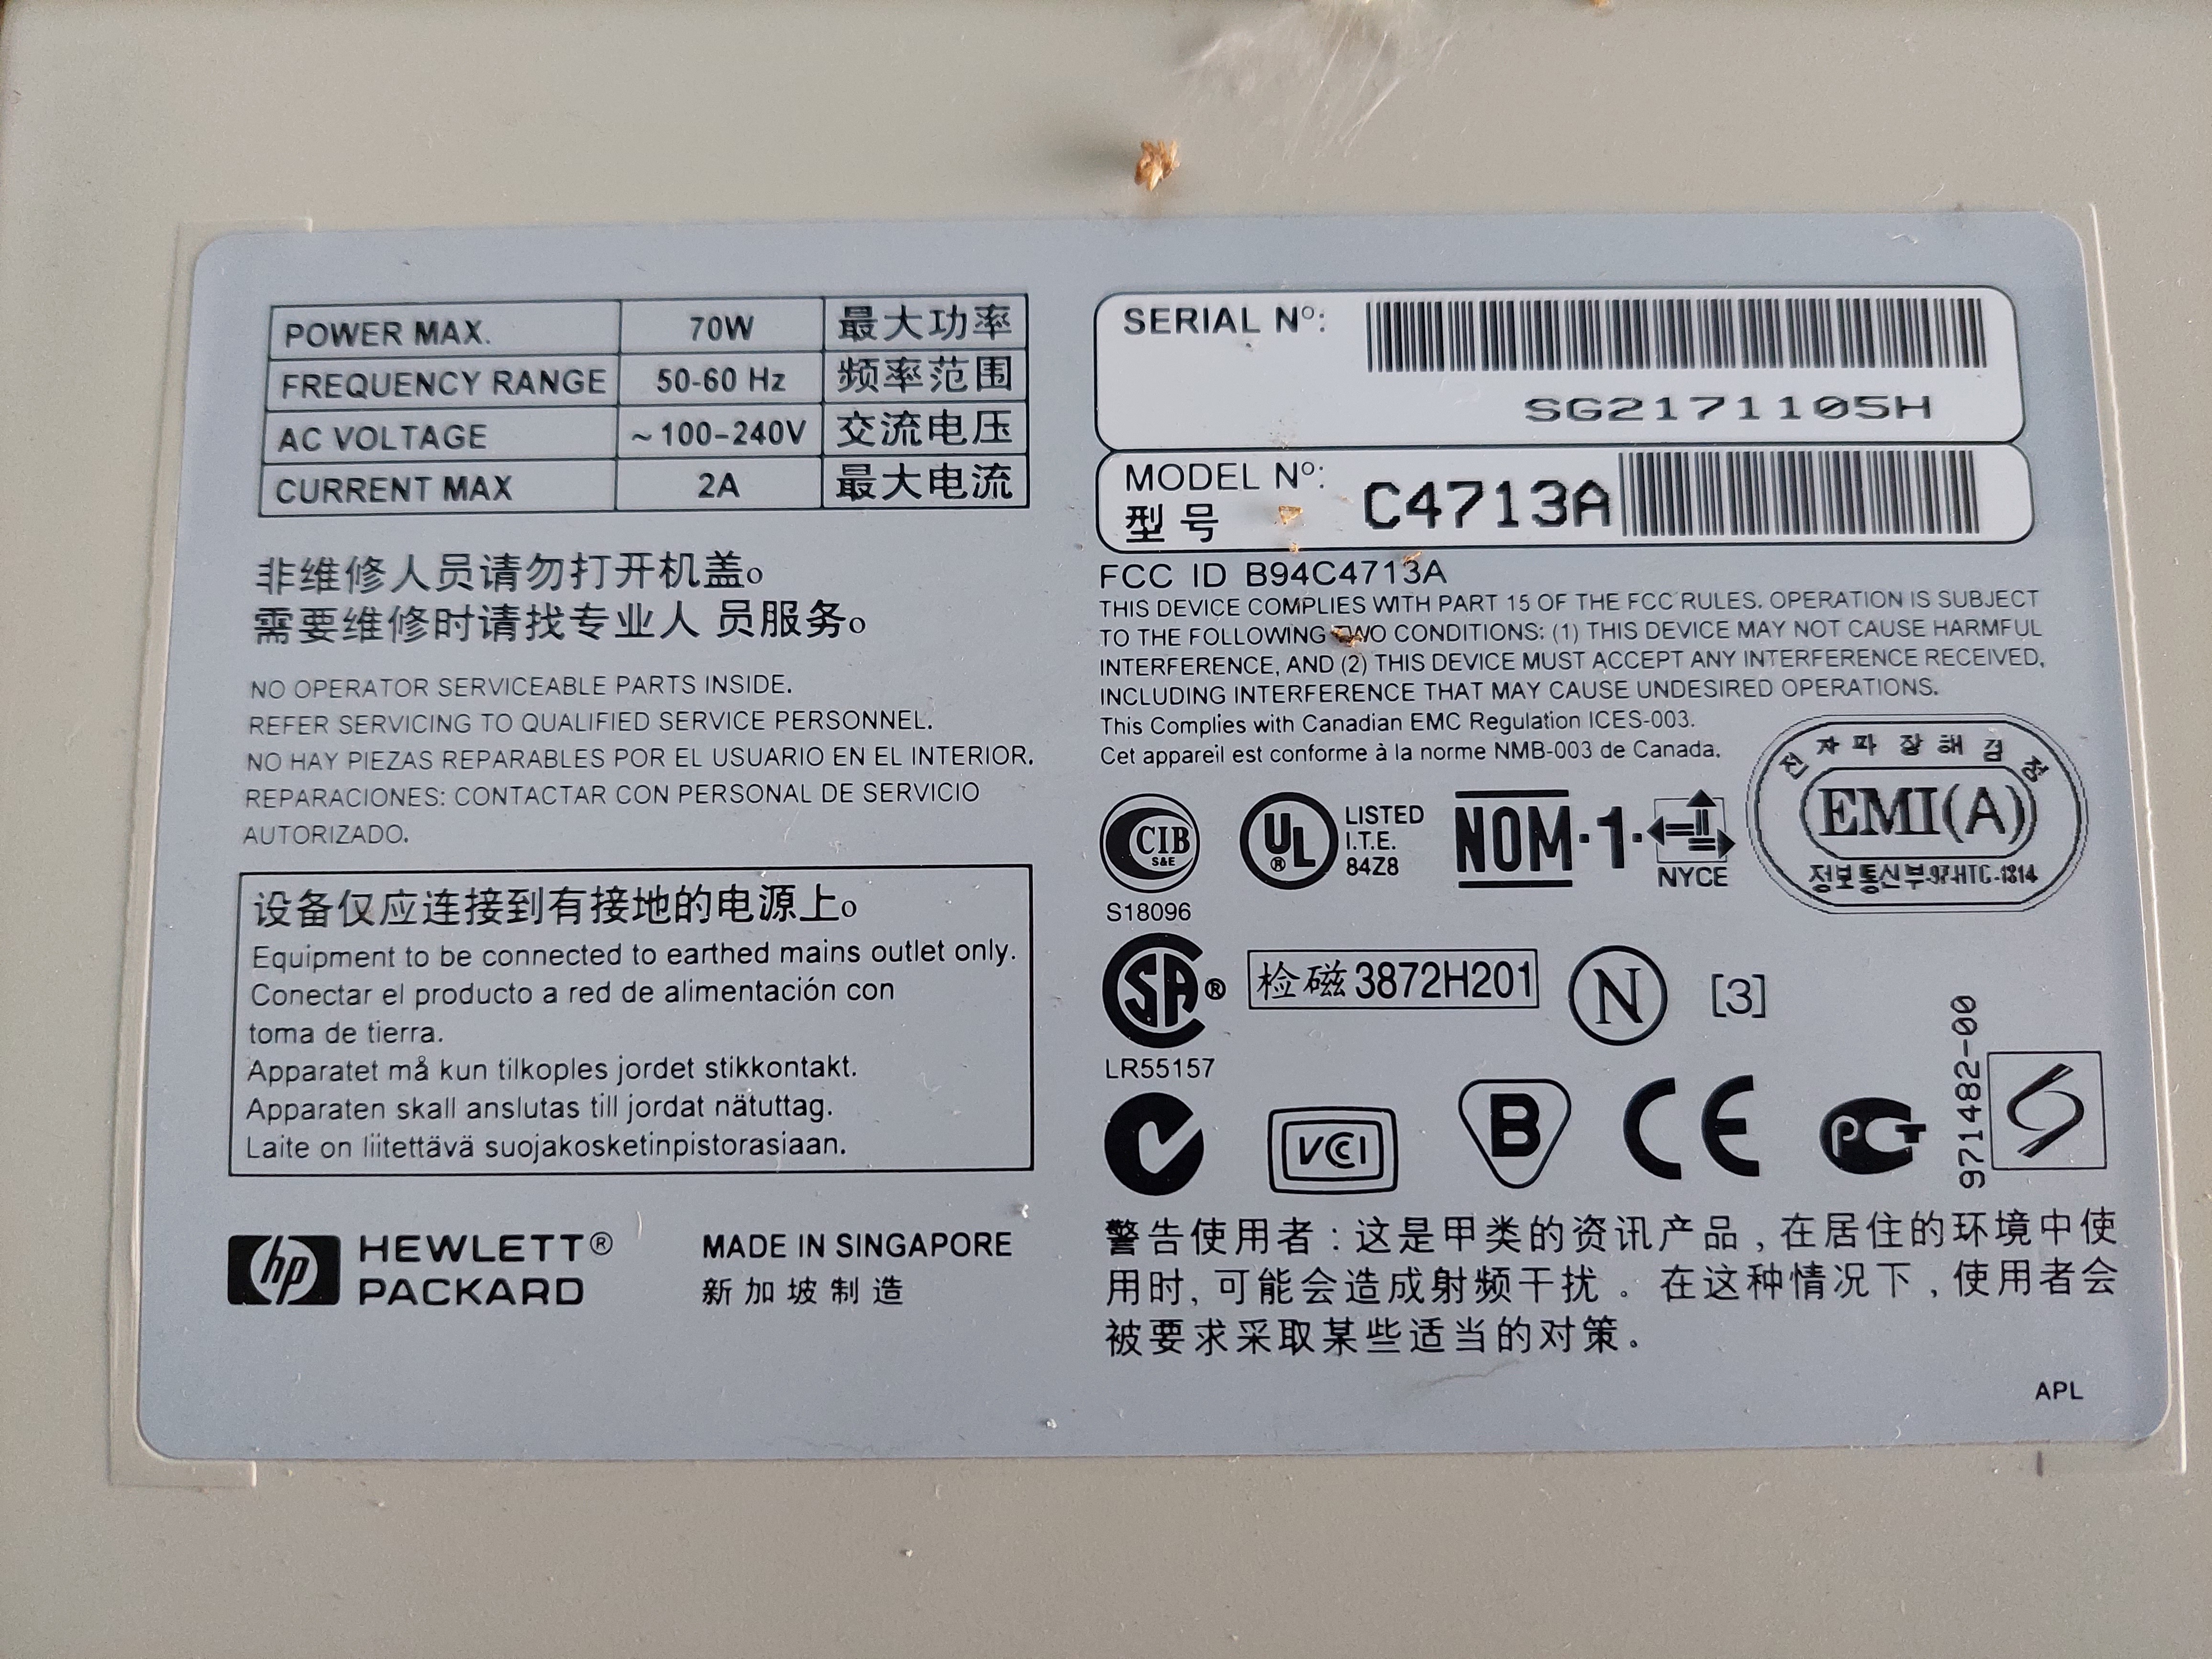 POWER MAX. 70W 最大功率
FREQUENCY RANGE 50-60 Hz 频率范围
AC VOLTAGE ~100-240V 交流电压
CURRENT MAX 2A 最大电流
非维修人员请勿打开机盖。
需要维修时请找专业人员服务。
NO OPERATOR SERVICEABLE PARTS INSIDE.
REFER SERVICING TO QUALIFIED SERVICE PERSONNEL.
NO HAY PIEZAS REPARABLES POR EL USUARIO EN EL INTERIOR.
REPARACIONES: CONTACTAR CON PERSONAL DE SERVICIO
AUTORIZADO.
设备仅应连接到有接地的电源上。
Equipment to be connected to earthed mains outlet only.
Conectar el producto a red de alimentación con
toma de tierra.
Apparatet må kun tilkoples jordet stikkontakt.
Apparaten skall anslutas till jordat nätuttag.
Laite on liitettävä suojakosketinpistorasiaan.
hp HEWLETT®
PACKARD
MADE IN SINGAPORE
新加坡制造
SERIAL Nº:
SG2171105H
MODEL Nº: C4713A
型号
FCC ID B94C4713A
THIS DEVICE COMPLIES WITH PART 15 OF THE FCC RULES. OPERATION IS SUBJECT
TO THE FOLLOWING TWO CONDITIONS: (1) THIS DEVICE MAY NOT CAUSE HARMFUL
INTERFERENCE, AND (2) THIS DEVICE MUST ACCEPT ANY INTERFERENCE RECEIVED,
INCLUDING INTERFERENCE THAT MAY CAUSE UNDESIRED OPERATIONS.
This Complies with Canadian EMC Regulation ICES-003.
Cet appareil est conforme à la norme NMB-003 de Canada.
CIB
S&E
S18096
UL ®
LISTED
I.T.E.
84Z8
NOM·1·
NYCE
전자파장해검정
EMI(A)
정보통신부-97-HTC-1814
SA®
LR55157
检磁3872H201
N
[3]
VCCI
B
CE
PCT
971482-00
警告使用者:这是甲类的资讯产品,在居住的环境中使
用时,可能会造成射频干扰。在这种情况下,使用者会
被要求采取某些适当的对策。
APL